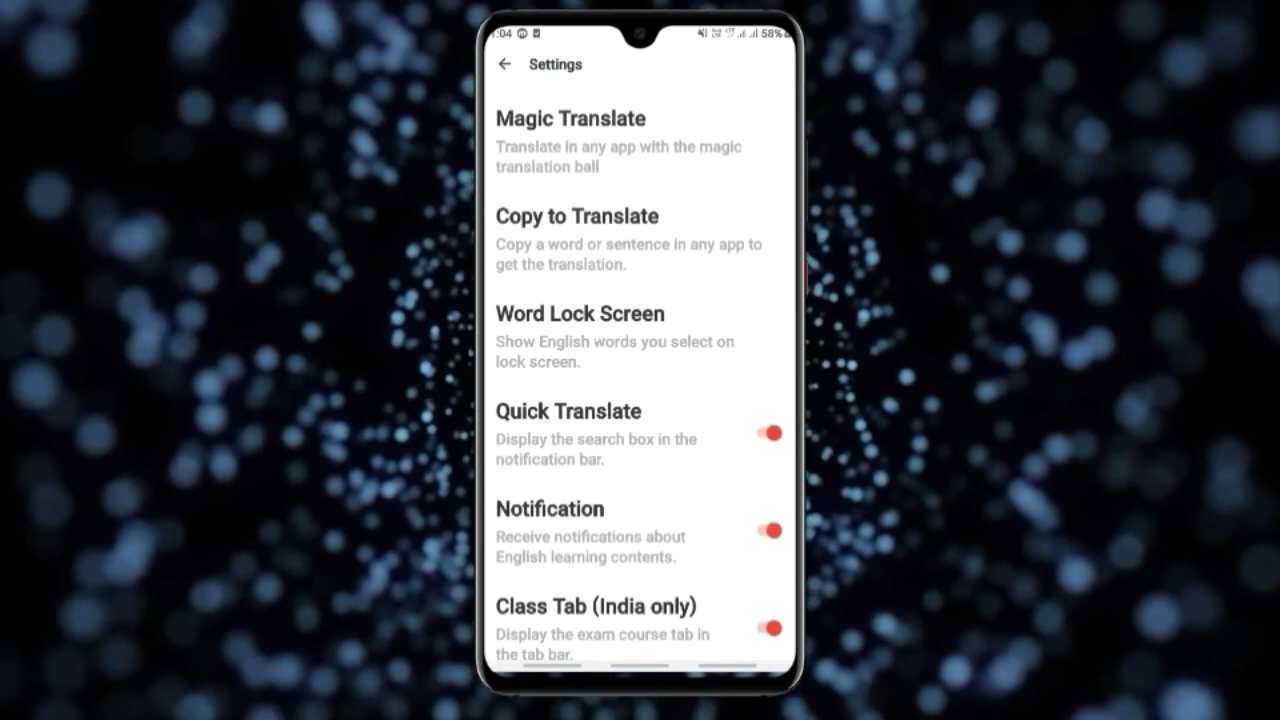 :04 58%
Settings
Magic Translate
Translate in any app with the magic
translation ball
Copy to Translate
Copy a word or sentence in any app to
get the translation.
Word Lock Screen
Show English words you select on
lock screen.
Quick Translate
Display the search box in the
notification bar.
Notification
Receive notifications about
English learning contents.
Class Tab (India only)
Display the exam course tab in
the tab bar.